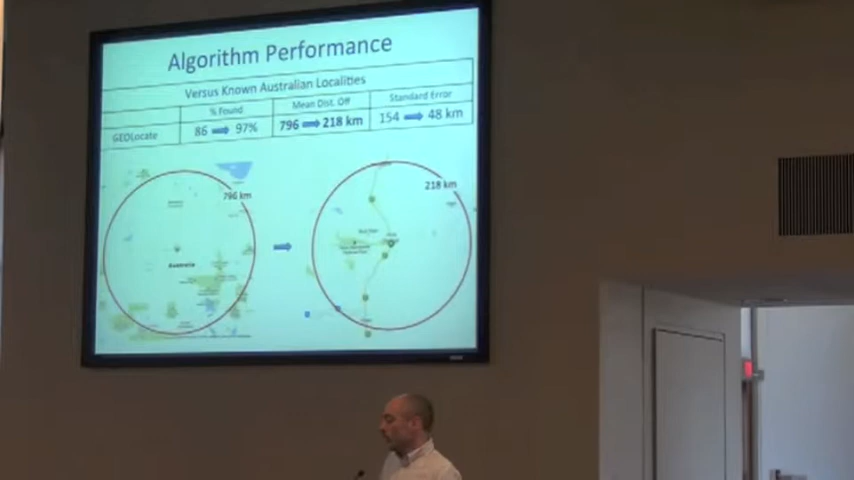 Algorithm Performance
Versus Known Australian Localities
% Found
Mean Dist. Off
Standard Error
GEOLocate
86 ➡ 97%
796 ➡ 218 km
154 ➡ 48 km
796 km
218 km
Australia